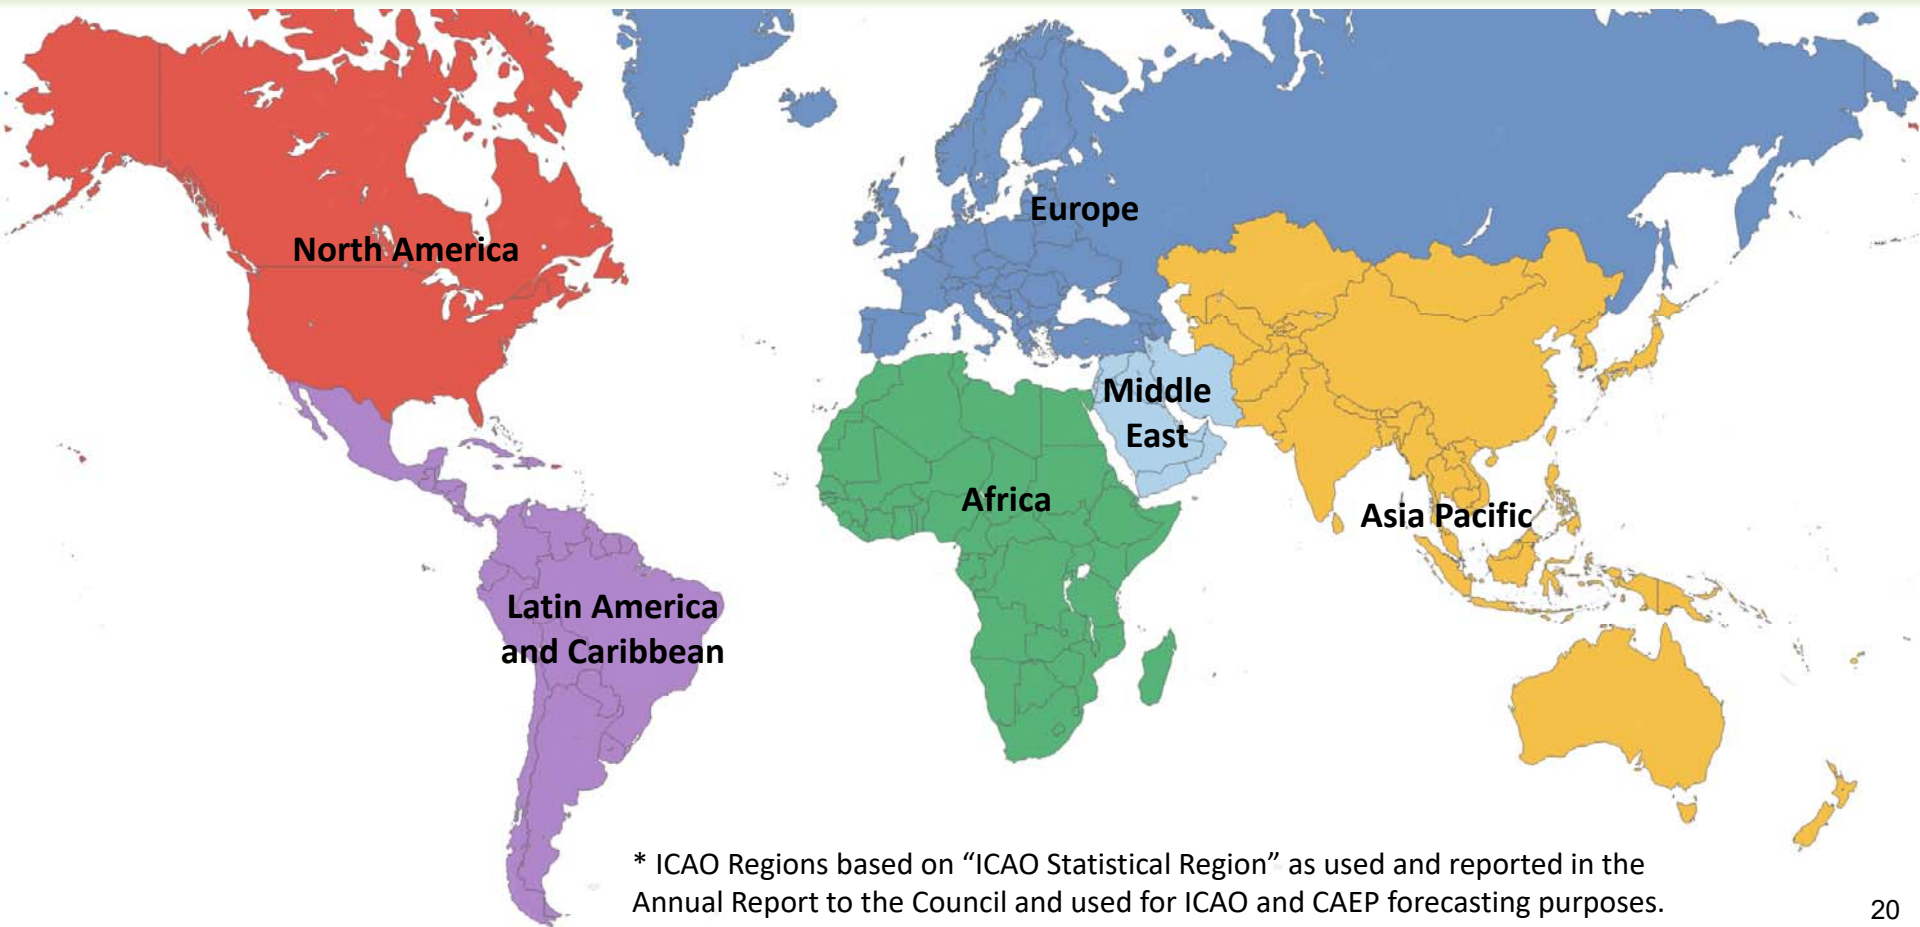 North America
Europe
Middle
East
Africa
Asia Pacific
Latin America
and Caribbean
* ICAO Regions based on “ICAO Statistical Region” as used and reported in the
Annual Report to the Council and used for ICAO and CAEP forecasting purposes.
20